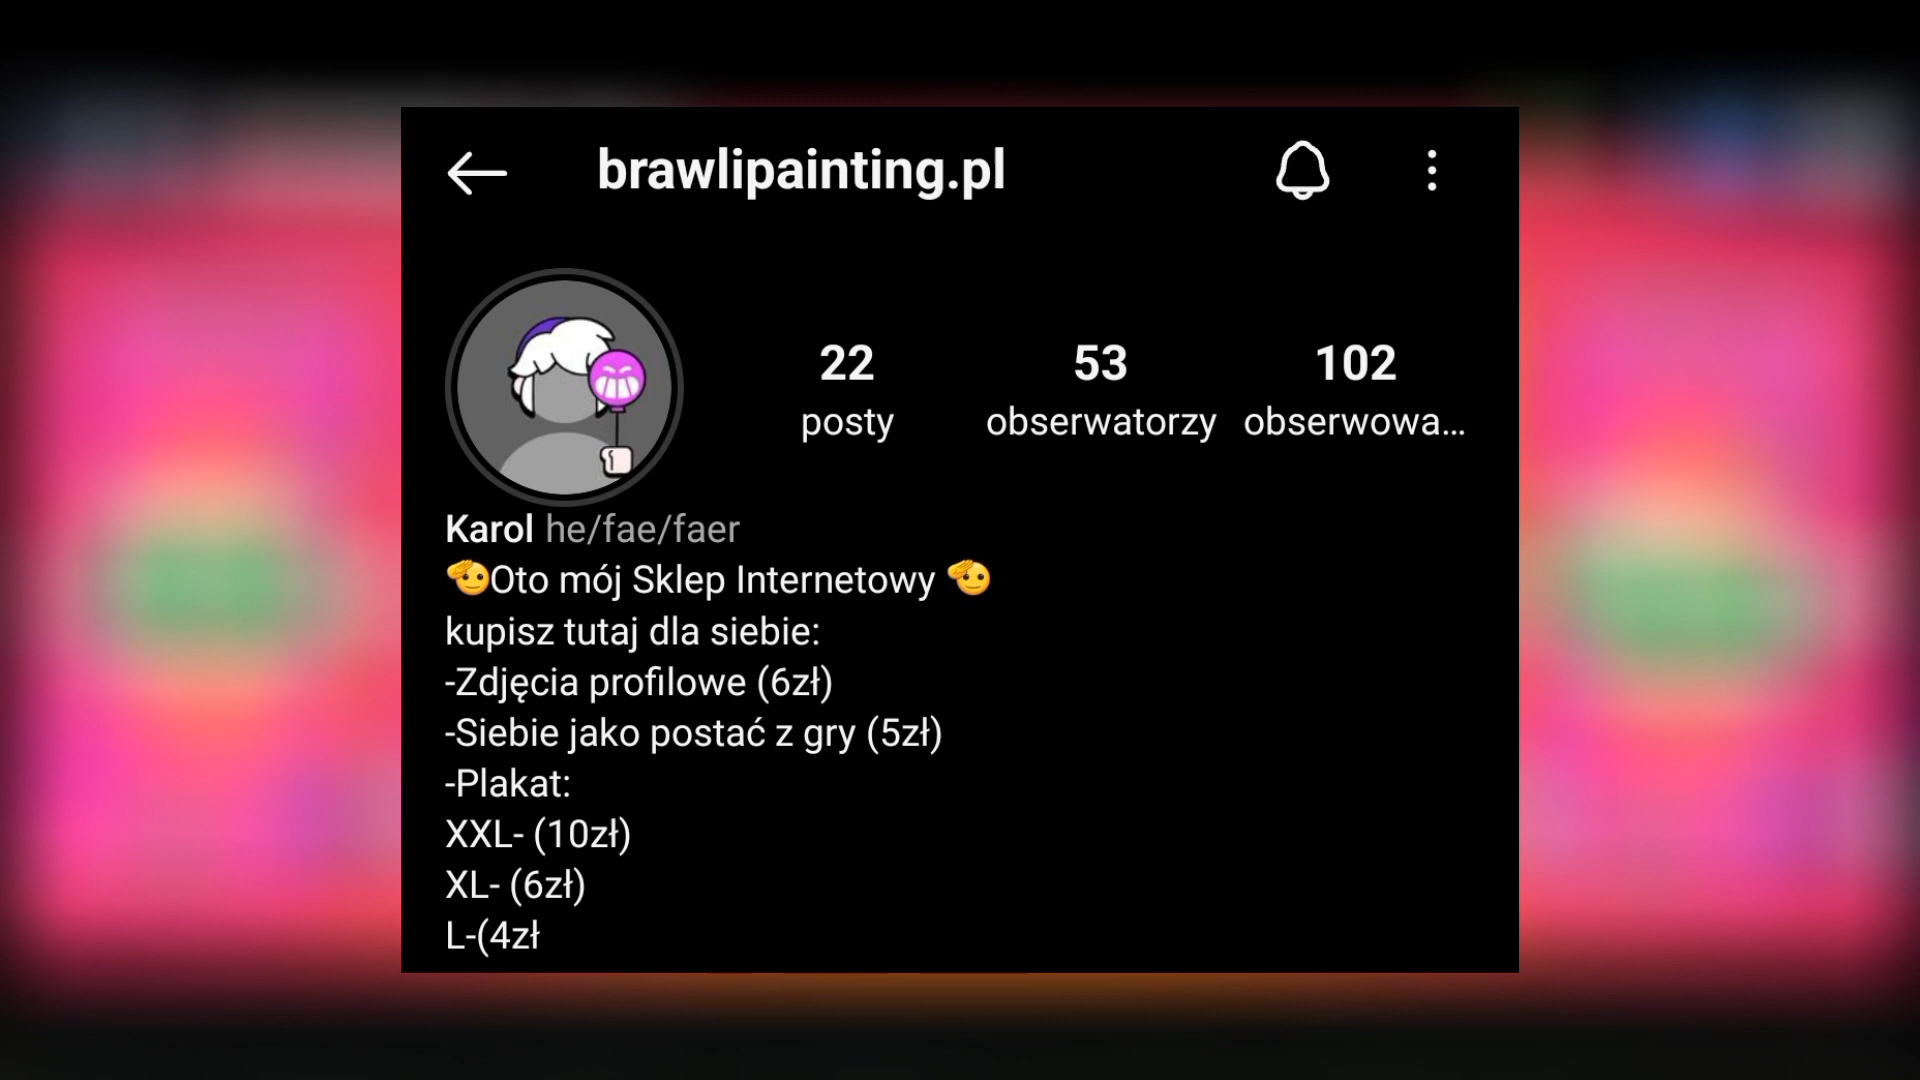 brawlipainting.pl
22 53 102
posty obserwatorzy obserwowa...
Karol he/fae/faer
🫡Oto mój Sklep Internetowy 🫡
kupisz tutaj dla siebie:
-Zdjęcia profilowe (6zł)
-Siebie jako postać z gry (5zł)
-Plakat:
XXL- (10zł)
XL- (6zł)
L-(4zł